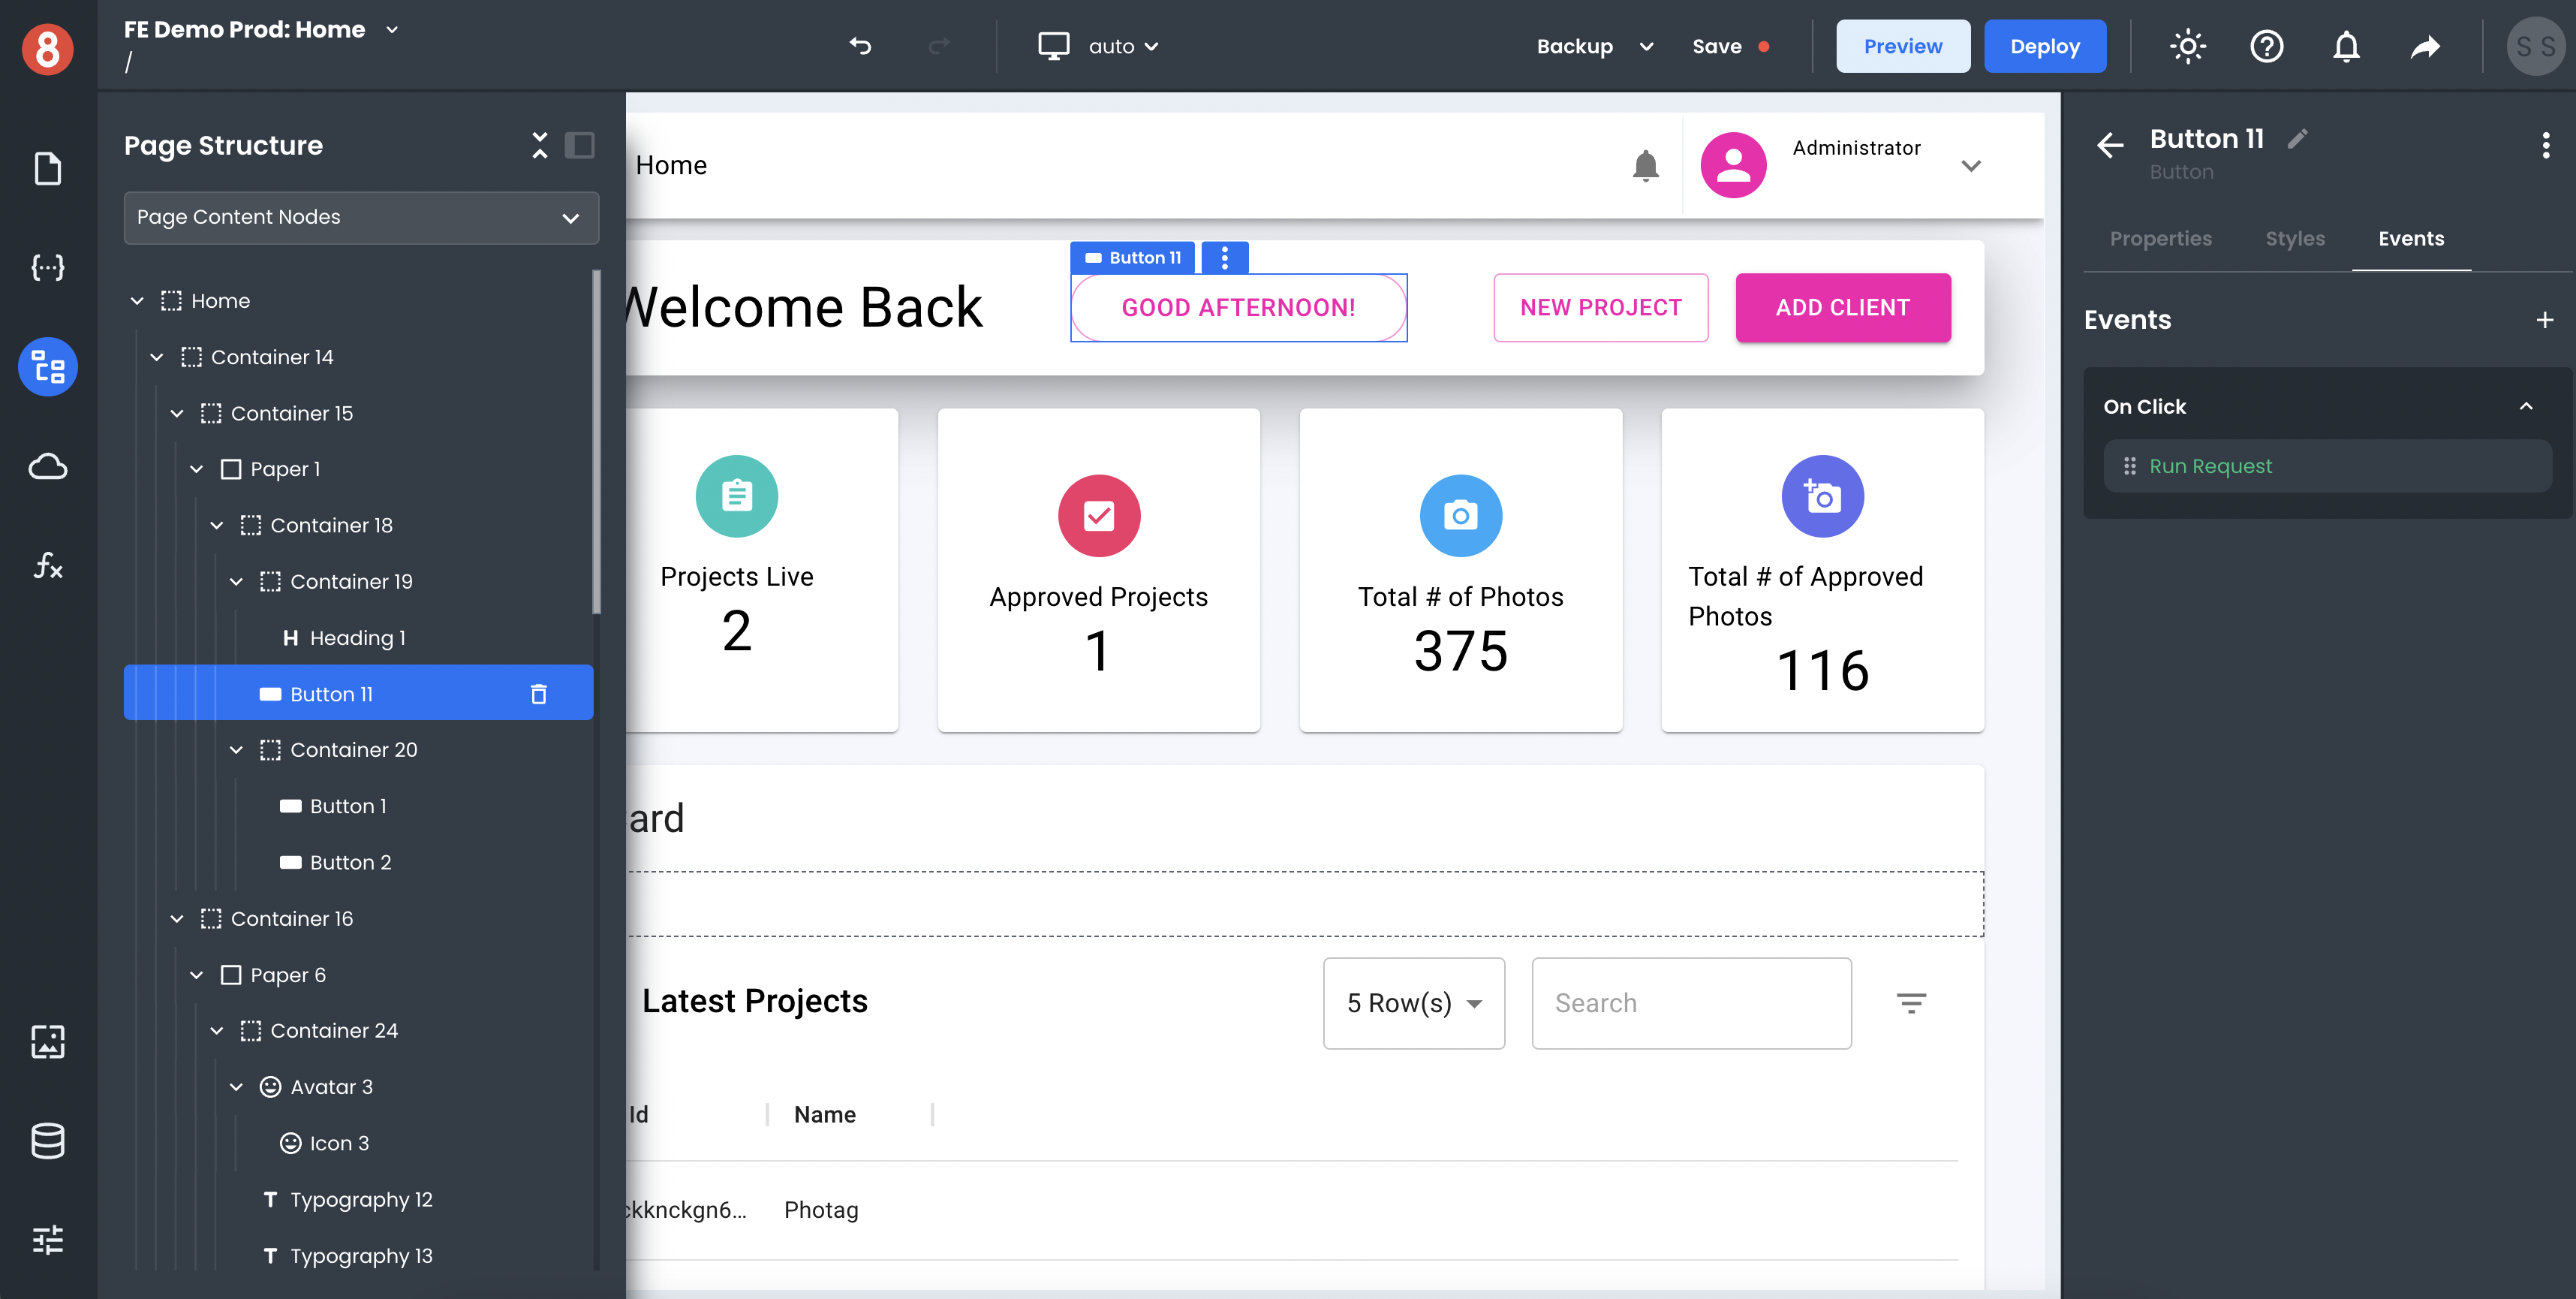 8
FE Demo Prod: Home
/
auto
Backup
Save
Preview
Deploy
S S
Page Structure
Page Content Nodes
Home
Container 14
Container 15
Paper 1
Container 18
Container 19
H Heading 1
Button 11
Container 20
Button 1
Button 2
Container 16
Paper 6
Container 24
Avatar 3
Icon 3
T Typography 12
T Typography 13
Home
Administrator
Button 11
Welcome Back
GOOD AFTERNOON!
NEW PROJECT
ADD CLIENT
Projects Live
2
Approved Projects
1
Total # of Photos
375
Total # of Approved
Photos
116
ard
Latest Projects
5 Row(s)
Search
Id
Name
ckknckgn6...
Photag
Button 11
Button
Properties
Styles
Events
Events
On Click
Run Request